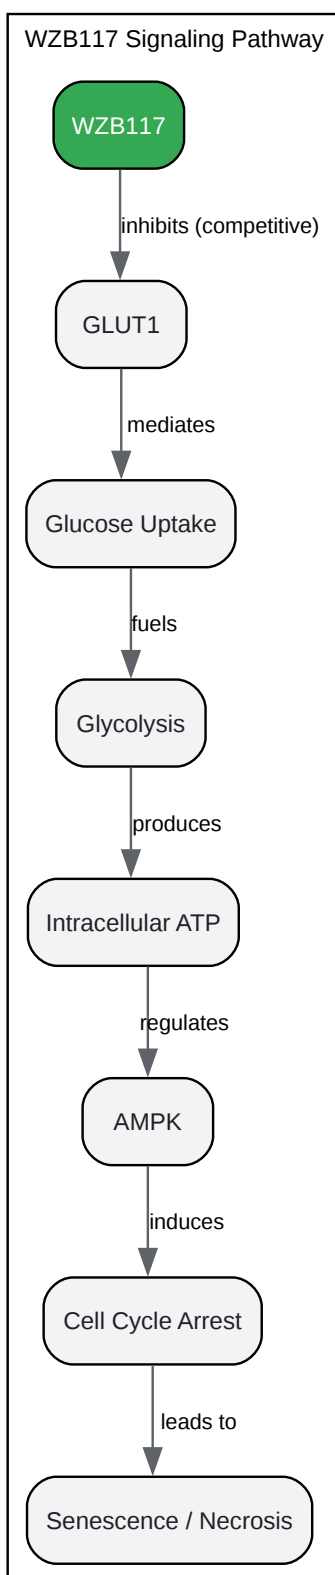 WZB117 Signaling Pathway
WZB117
inhibits (competitive)
GLUT1
mediates
Glucose Uptake
fuels
Glycolysis
produces
Intracellular ATP
regulates
AMPK
induces
Cell Cycle Arrest
leads to
Senescence / Necrosis